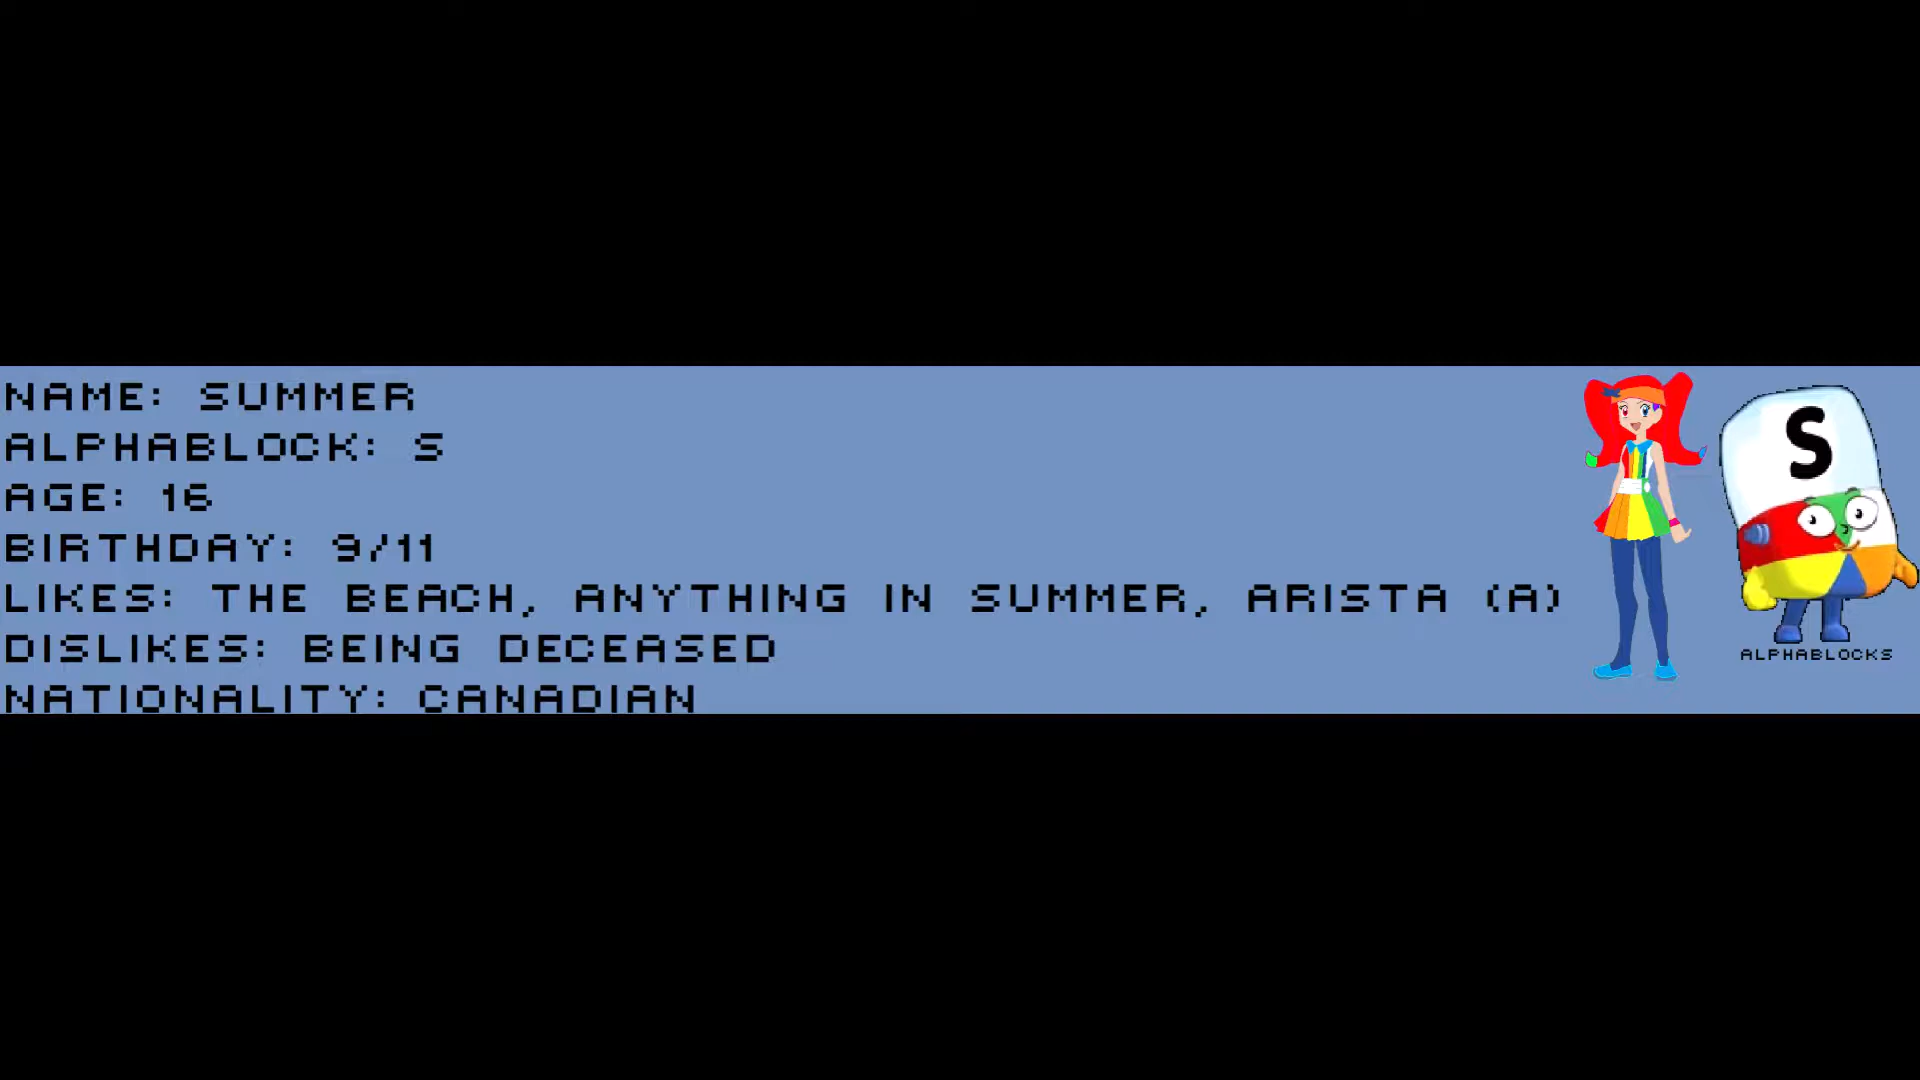 NAME: SUMMER
ALPHABLOCK: S
AGE: 16
BIRTHDAY: 9/11
LIKES: THE BEACH, ANYTHING IN SUMMER, ARISTA (A)
DISLIKES: BEING DECEASED
NATIONALITY: CANADIAN
S
ALPHABLOCKS